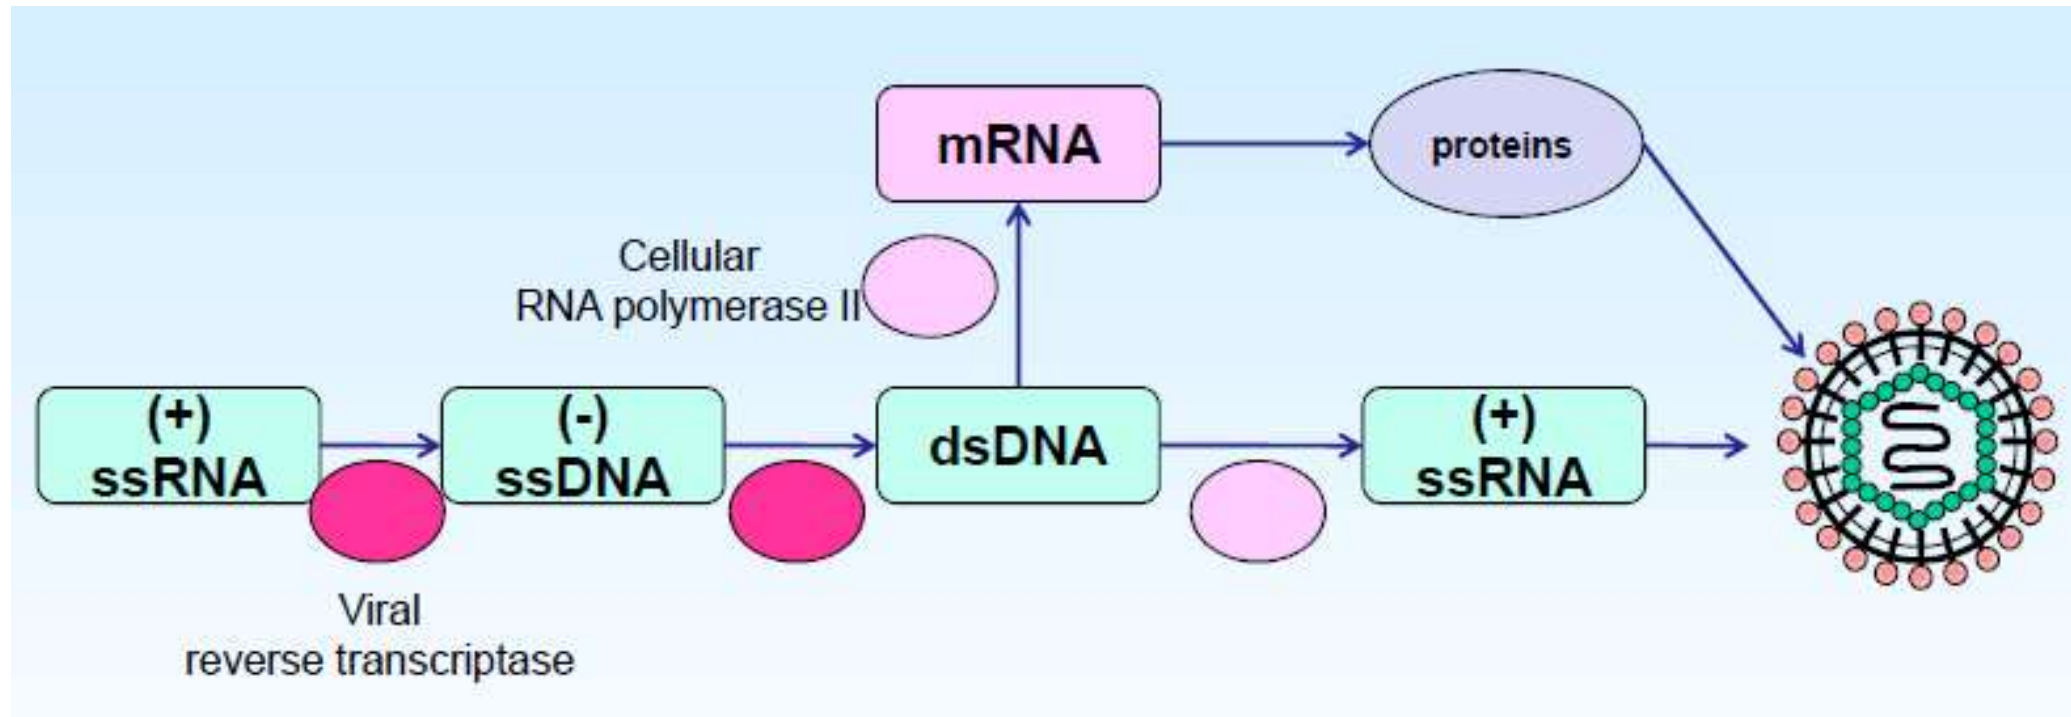 mRNA
proteins
Cellular
RNA polymerase II
(+)
ssRNA
(-)
ssDNA
dsDNA
(+)
ssRNA
Viral
reverse transcriptase